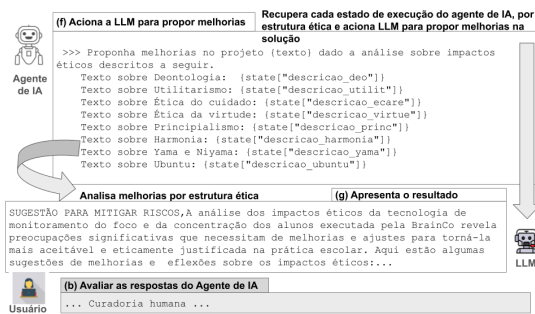 (f) Aciona a LLM para propor melhorias
Recupera cada estado de execução do agente de IA, por
estrutura ética e aciona LLM para propor melhorias na
solução
>>> Proponha melhorias no projeto {texto} dado a análise sobre impactos
éticos descritos a seguir.
Texto sobre Deontologia: {state["descricao_deo"]}
Texto sobre Utilitarismo: {state["descricao_utilit"]}
Texto sobre Ética do cuidado: {state["descricao_ecare"]}
Texto sobre Ética da virtude: {state["descricao_virtue"]}
Texto sobre Principialismo: {state["descricao_princ"]}
Texto sobre Harmonia: {state["descricao_harmonia"]}
Texto sobre Yama e Niyama: {state["descricao_yama"]}
Texto sobre Ubuntu: {state["descricao_ubuntu"]}
Agente
de IA
Analisa melhorias por estrutura ética
(g) Apresenta o resultado
SUGESTÃO PARA MITIGAR RISCOS,A análise dos impactos éticos da tecnologia de
monitoramento do foco e da concentração dos alunos executada pela BrainCo revela
preocupações significativas que necessitam de melhorias e ajustes para torná-la
mais aceitável e eticamente justificada na prática escolar. Aqui estão algumas
sugestões de melhorias e eflexões sobre os impactos éticos:...
LLM
(b) Avaliar as respostas do Agente de IA
... Curadoria humana ...
Usuário